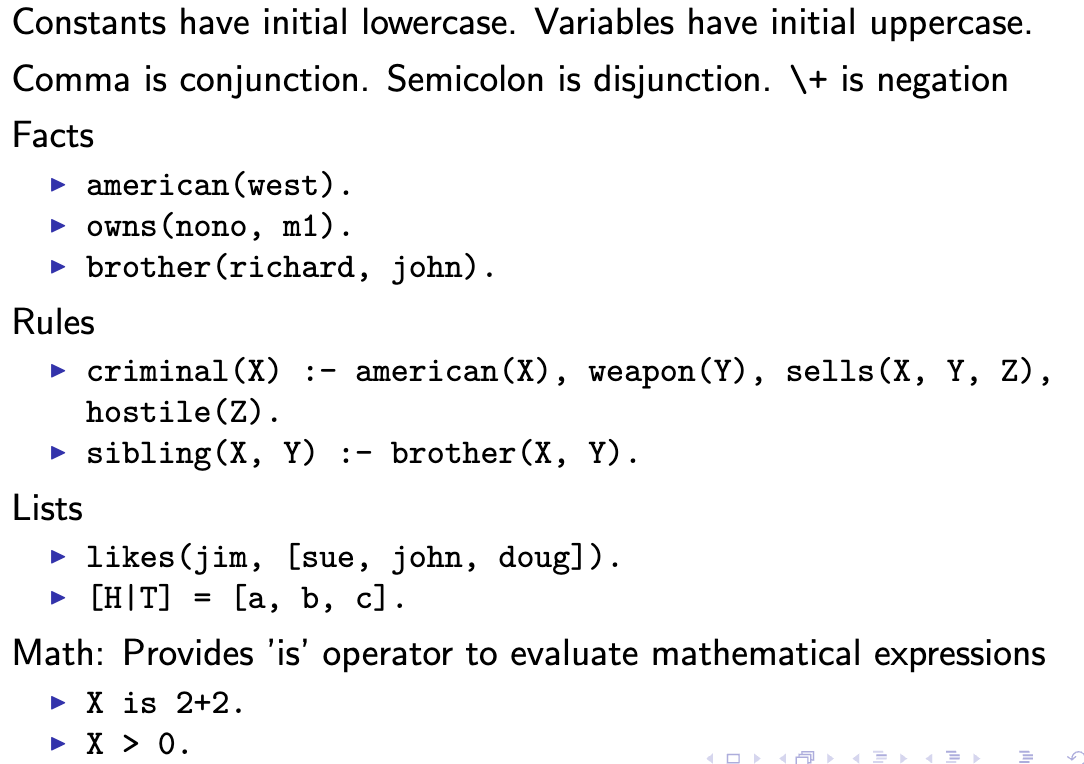 Constants have initial lowercase. Variables have initial uppercase.
Comma is conjunction. Semicolon is disjunction. \+ is negation
Facts
american(west).
owns(nono, m1).
brother(richard, john).
Rules
criminal(X) :- american(X), weapon(Y), sells(X, Y, Z),
hostile(Z).
sibling(X, Y) :- brother(X, Y).
Lists
likes(jim, [sue, john, doug]).
[H|T] = [a, b, c].
Math: Provides 'is' operator to evaluate mathematical expressions
X is 2+2.
X > 0.